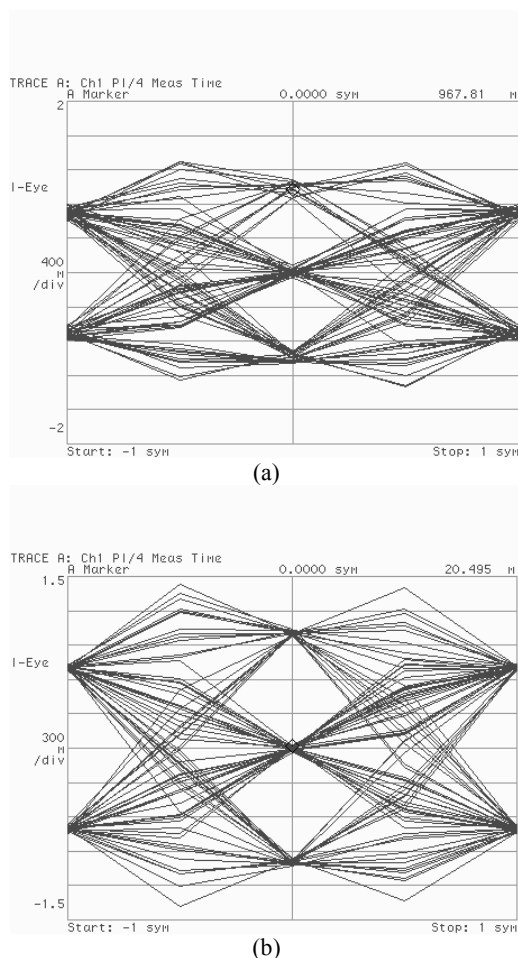 TRACE A: Ch1 PI/4 Meas Time
A Marker 0.0000 sym 967.81 m
2
I-Eye
400
m
/div
-2
Start: -1 sym Stop: 1 sym
(a)
TRACE A: Ch1 PI/4 Meas Time
A Marker 0.0000 sym 20.495 m
1.5
I-Eye
300
m
/div
-1.5
Start: -1 sym Stop: 1 sym
(b)